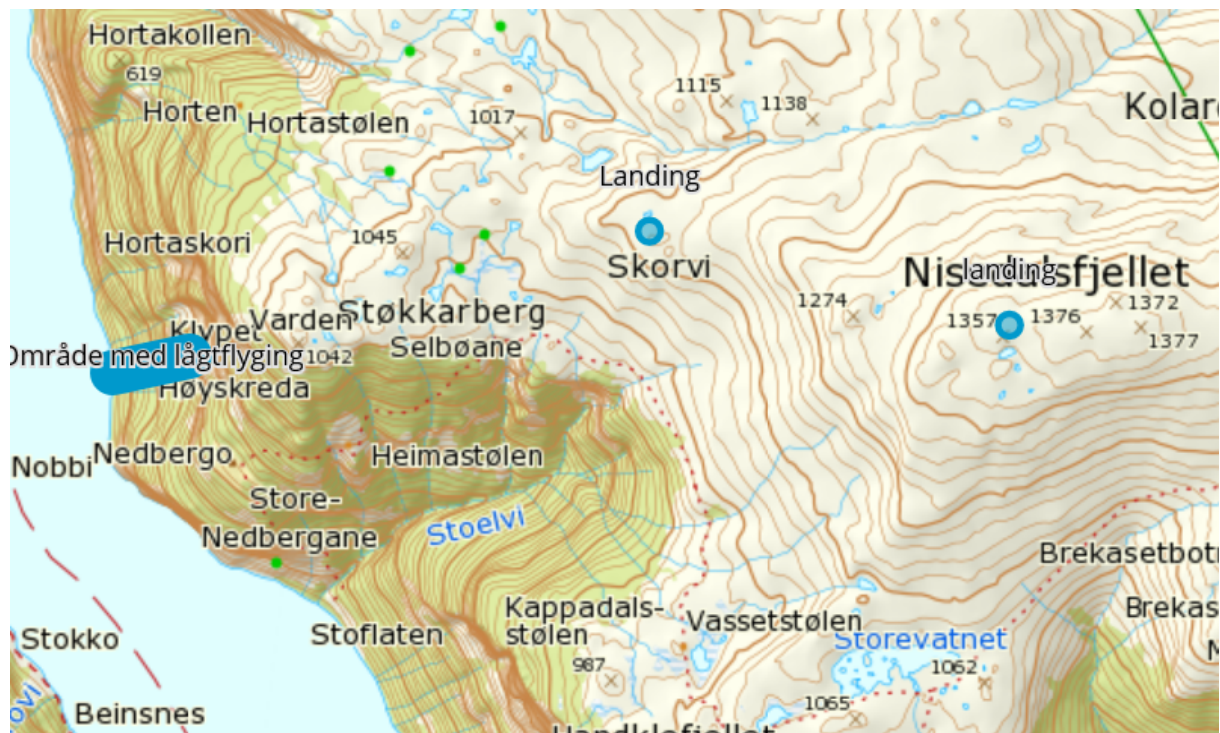 Hortakollen
619
Horten
Hortastølen
1017
1115
1138
Kolar
Landing
Hortaskori
1045
Skorvi
Nisedalsfjellet
landing
1274
1357
1376
1372
1377
Støkkarberg
Varden
Klypet
1042
Selbøane
Område med lågtflyging
Høyskreda
Nedbergo
Nobbi
Heimastølen
Store-
Nedbergane
Stoelvi
Brekasetbot
Kappadals-
stølen
Vassetstølen
Brekas
Stoflaten
Stokko
Storevatnet
987
1062
1065
Beinsnes